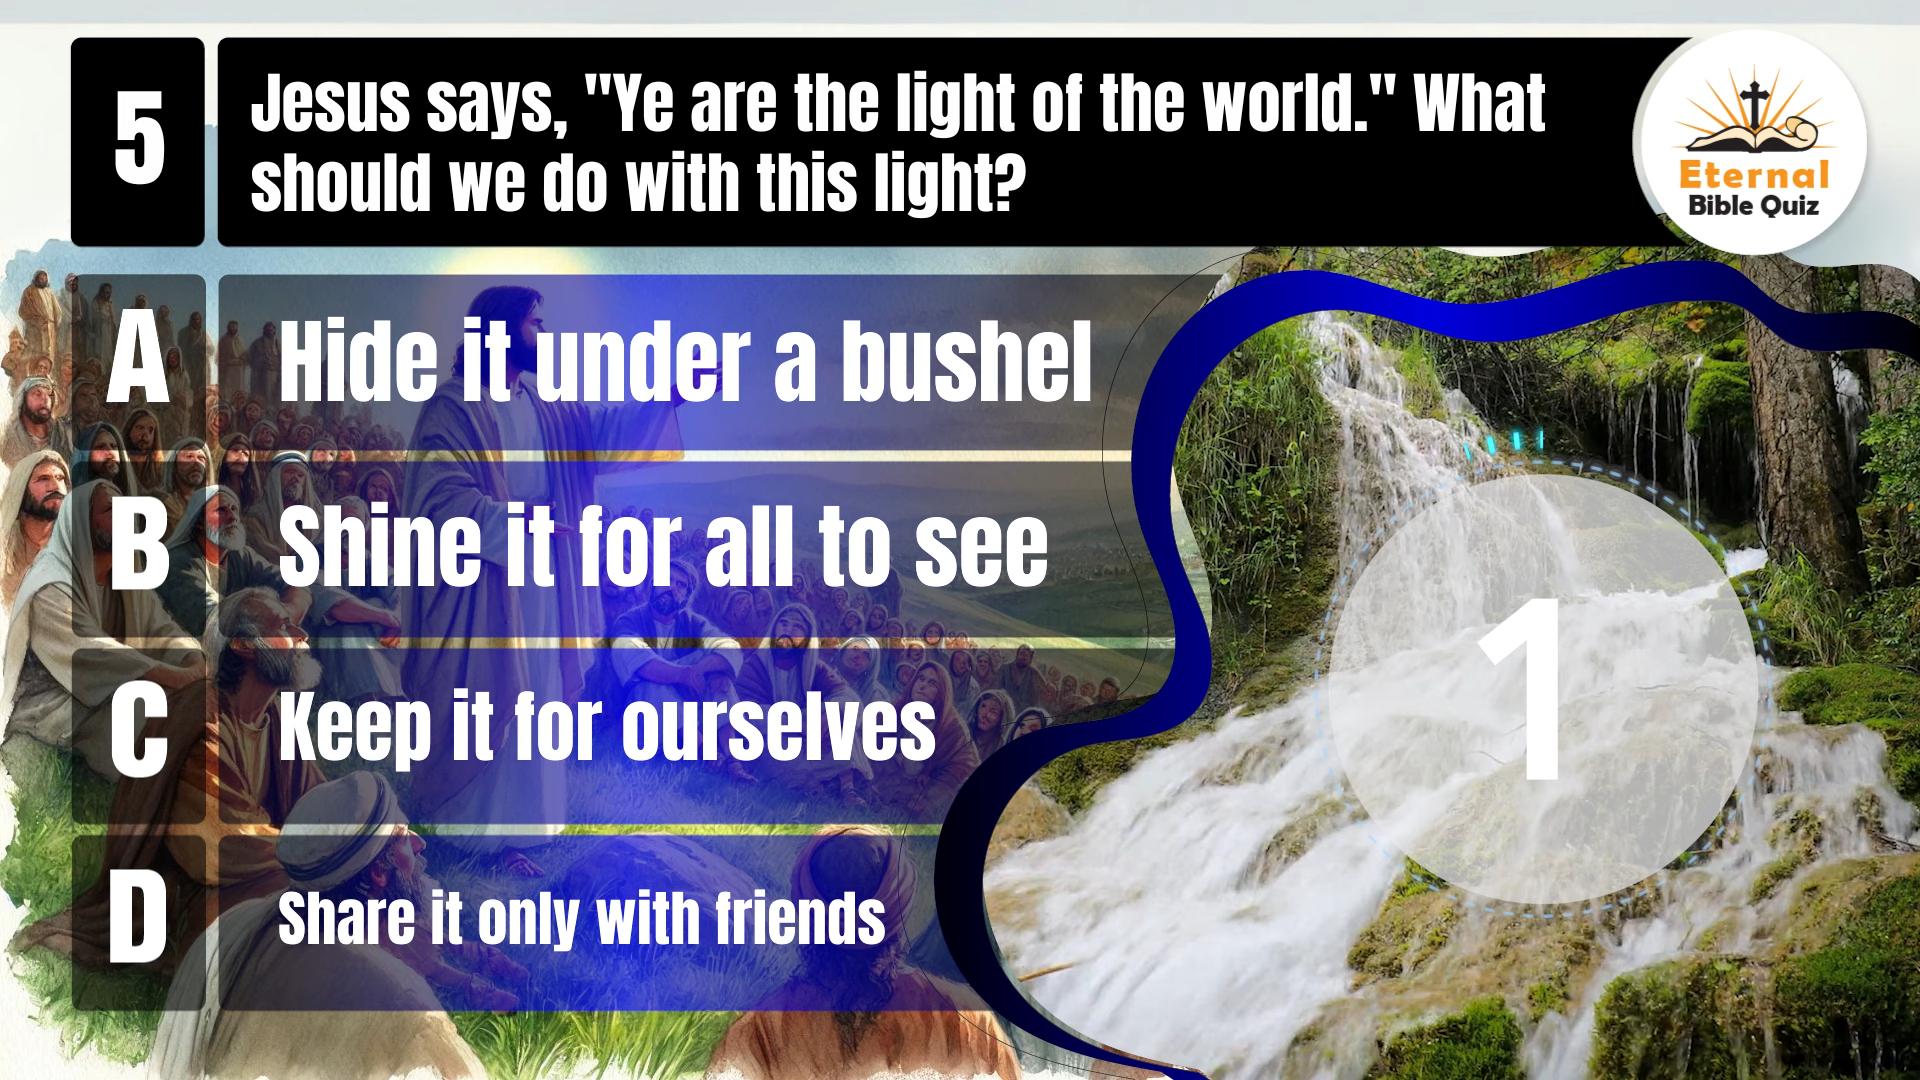 5
Jesus says, "Ye are the light of the world." What
should we do with this light?
Eternal
Bible Quiz
A
Hide it under a bushel
B
Shine it for all to see
C
Keep it for ourselves
D
Share it only with friends
1